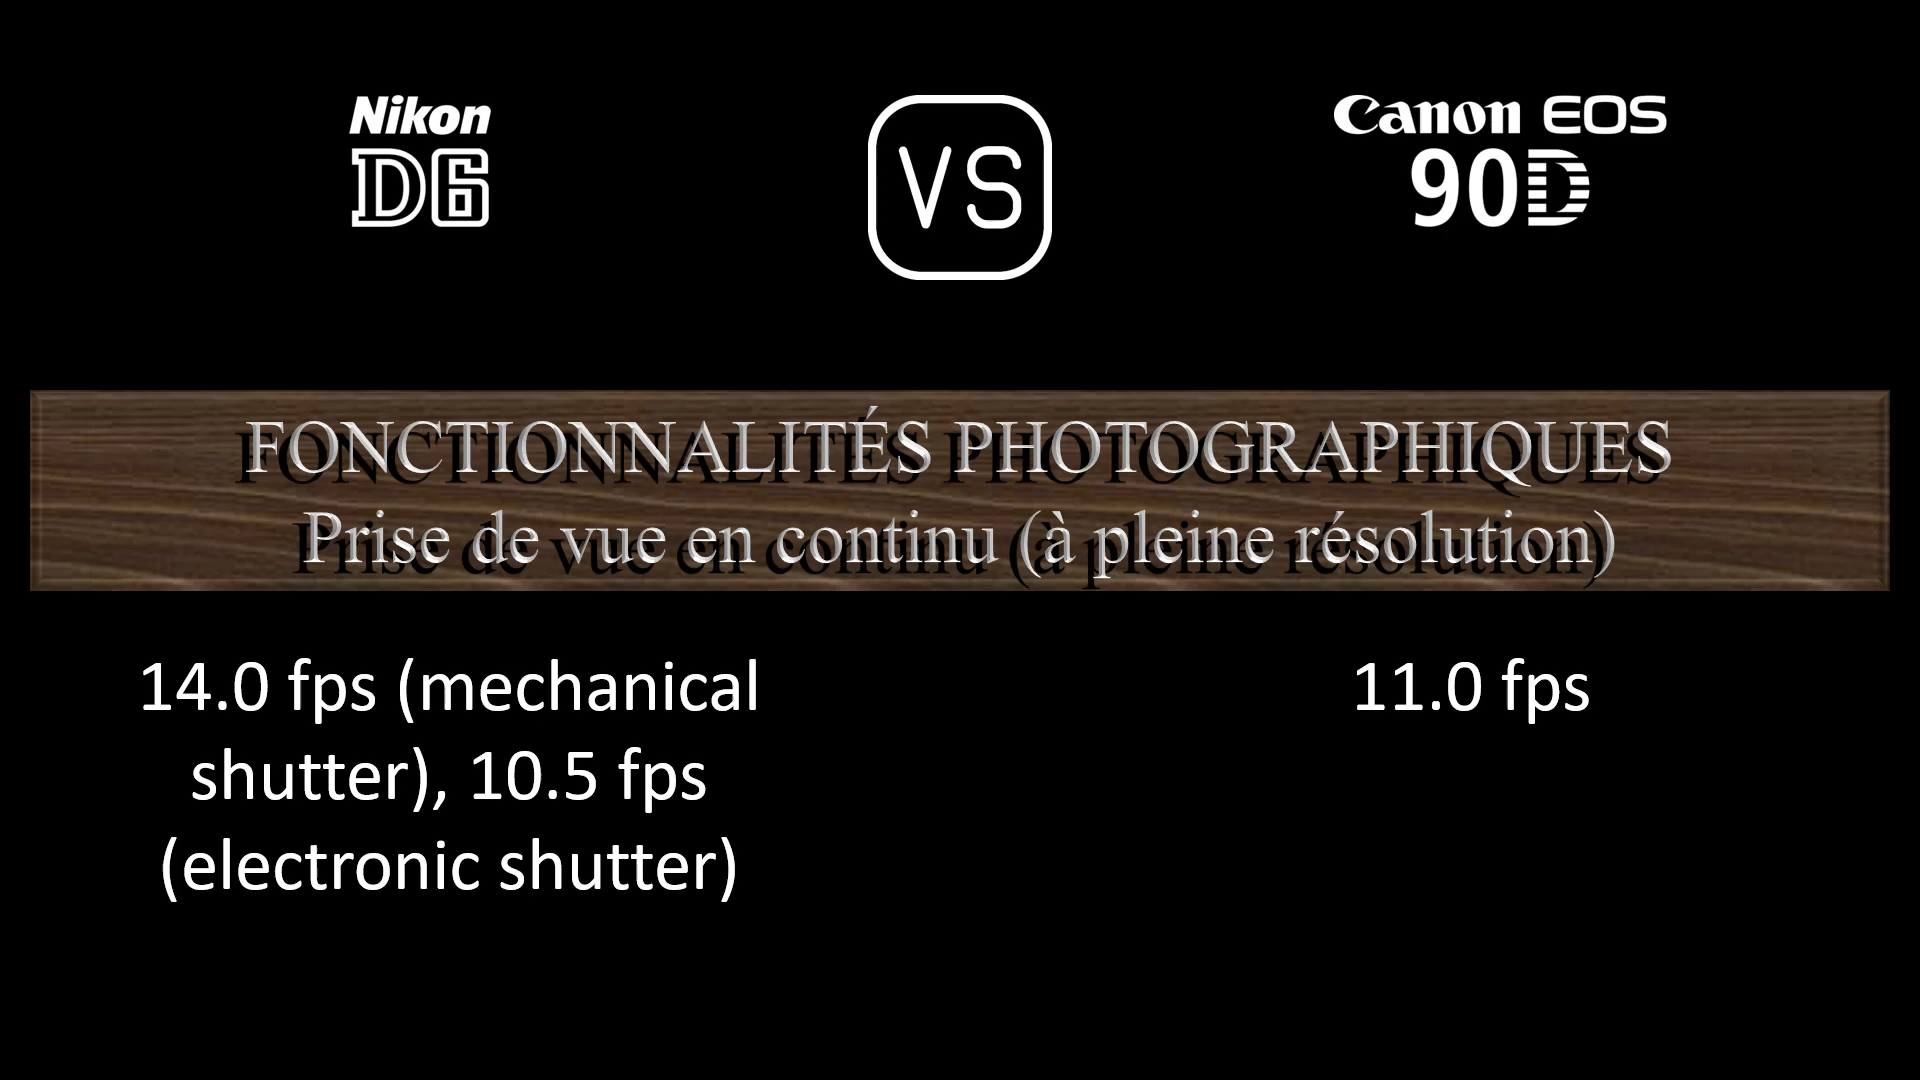 Nikon
D6
VS
Canon EOS
90D
FONCTIONNALITÉS PHOTOGRAPHIQUES
Prise de vue en continu (à pleine résolution)
14.0 fps (mechanical
shutter), 10.5 fps
(electronic shutter)
11.0 fps